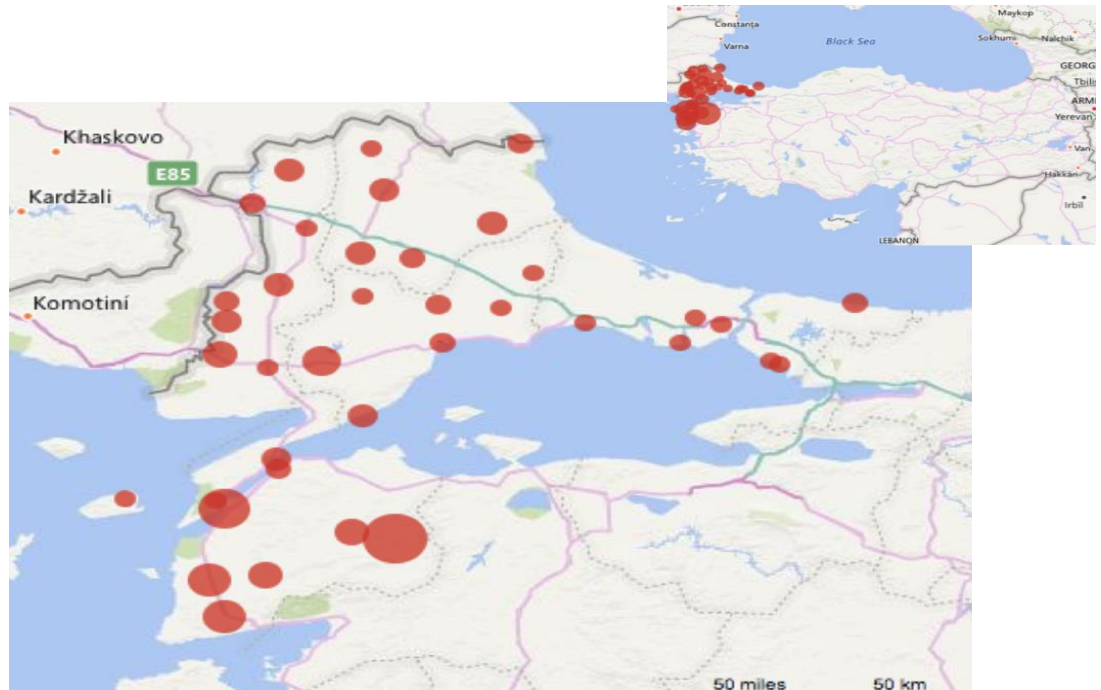 Maykop
Constanța
Sokhumi
Nalchik
Black Sea
Varna
GEORG
Tbilis
ARMI
Yerevan
Van
Hakkari
Irbil
LEBANON
Khaskovo
E85
Kardžali
Komotiní
50 miles
50 km